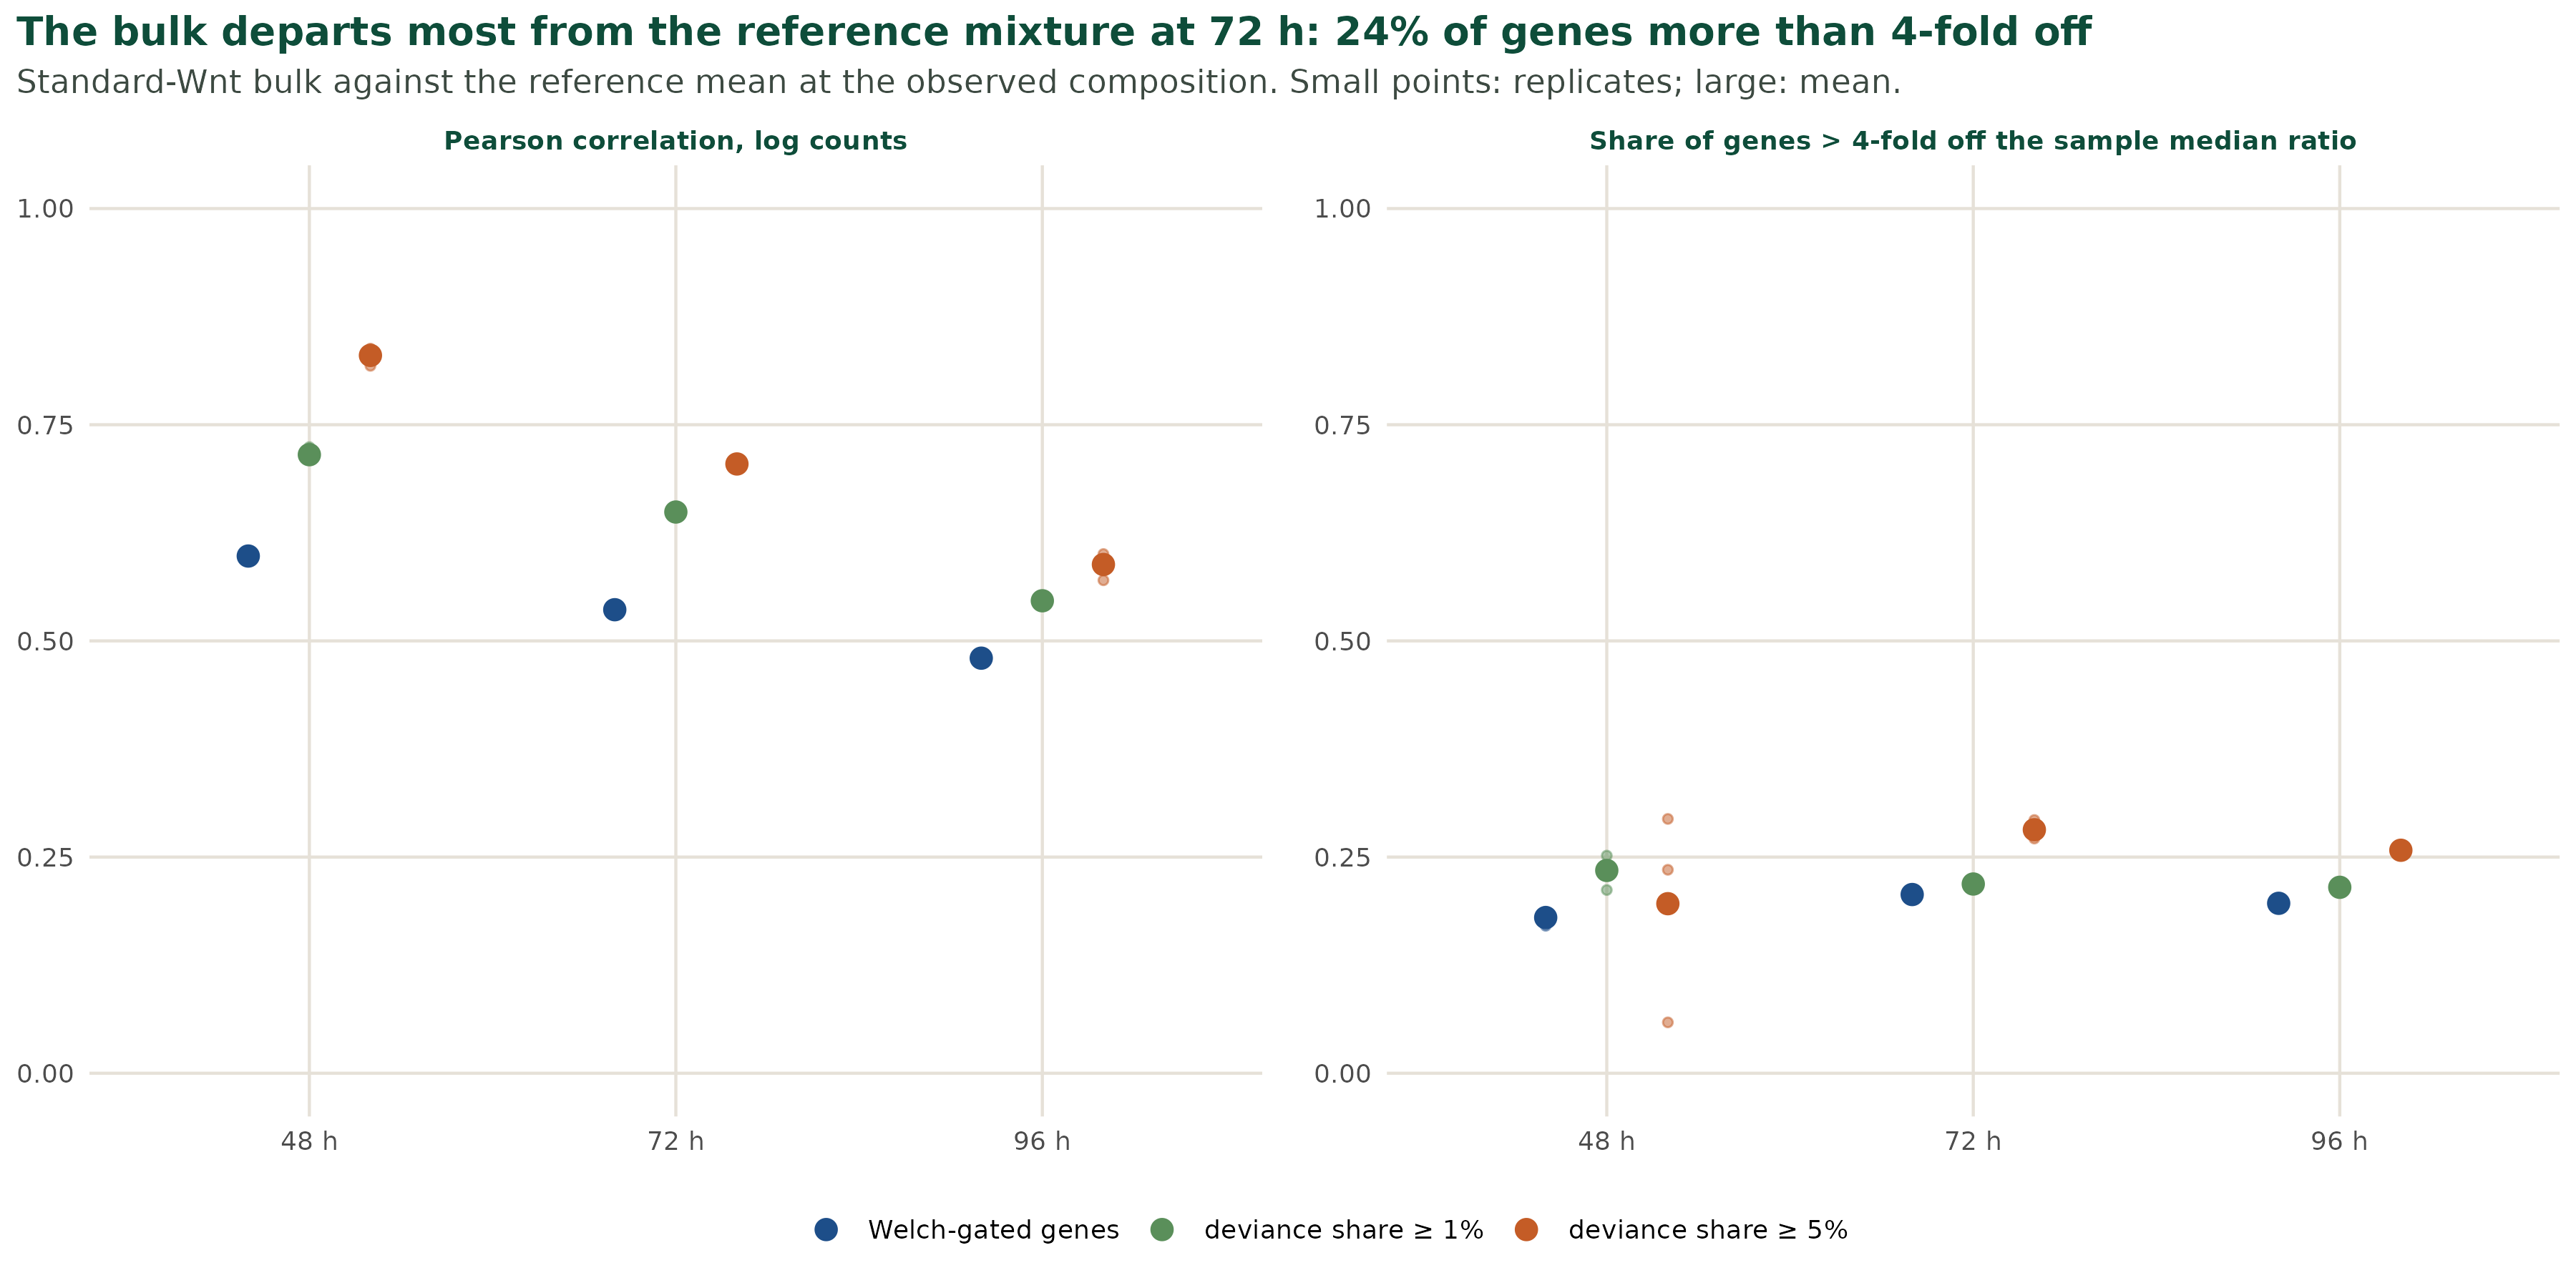 The bulk departs most from the reference mixture at 72 h: 24% of genes more than 4-fold off
Standard-Wnt bulk against the reference mean at the observed composition. Small points: replicates; large: mean.
Pearson correlation, log counts
1.00
0.75
0.50
0.25
0.00
48 h
72 h
96 h
Share of genes > 4-fold off the sample median ratio
1.00
0.75
0.50
0.25
0.00
48 h
72 h
96 h
Welch-gated genes
deviance share ≥ 1%
deviance share ≥ 5%